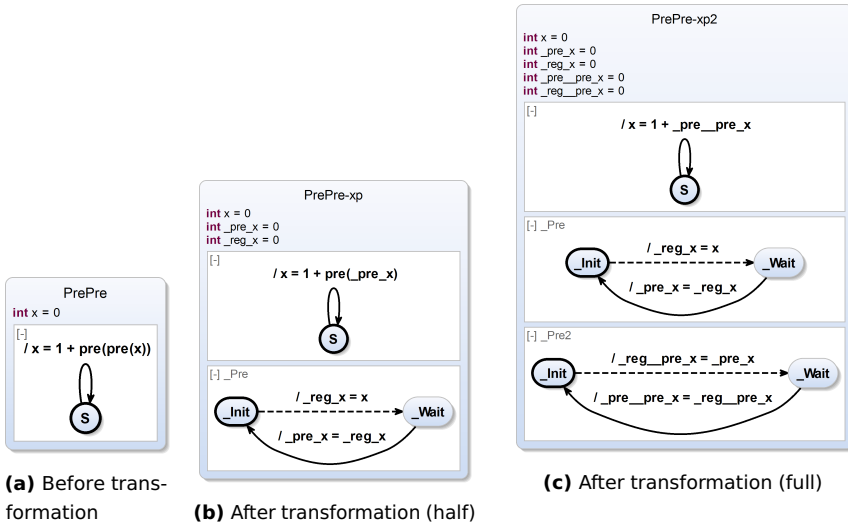 PrePre
int x = 0
[-]
/ x = 1 + pre(pre(x))
S
(a) Before trans-
formation
PrePre-xp
int x = 0
int _pre_x = 0
int _reg_x = 0
[-]
/ x = 1 + pre(_pre_x)
S
[-] _Pre
/ _reg_x = x
_Init
_Wait
/ _pre_x = _reg_x
(b) After transformation (half)
PrePre-xp2
int x = 0
int _pre_x = 0
int _reg_x = 0
int _pre__pre_x = 0
int _reg__pre_x = 0
[-]
/ x = 1 + _pre__pre_x
S
[-] _Pre
/ _reg_x = x
_Init
_Wait
/ _pre_x = _reg_x
[-] _Pre2
/ _reg__pre_x = _pre_x
_Init
_Wait
/ _pre__pre_x = _reg__pre_x
(c) After transformation (full)